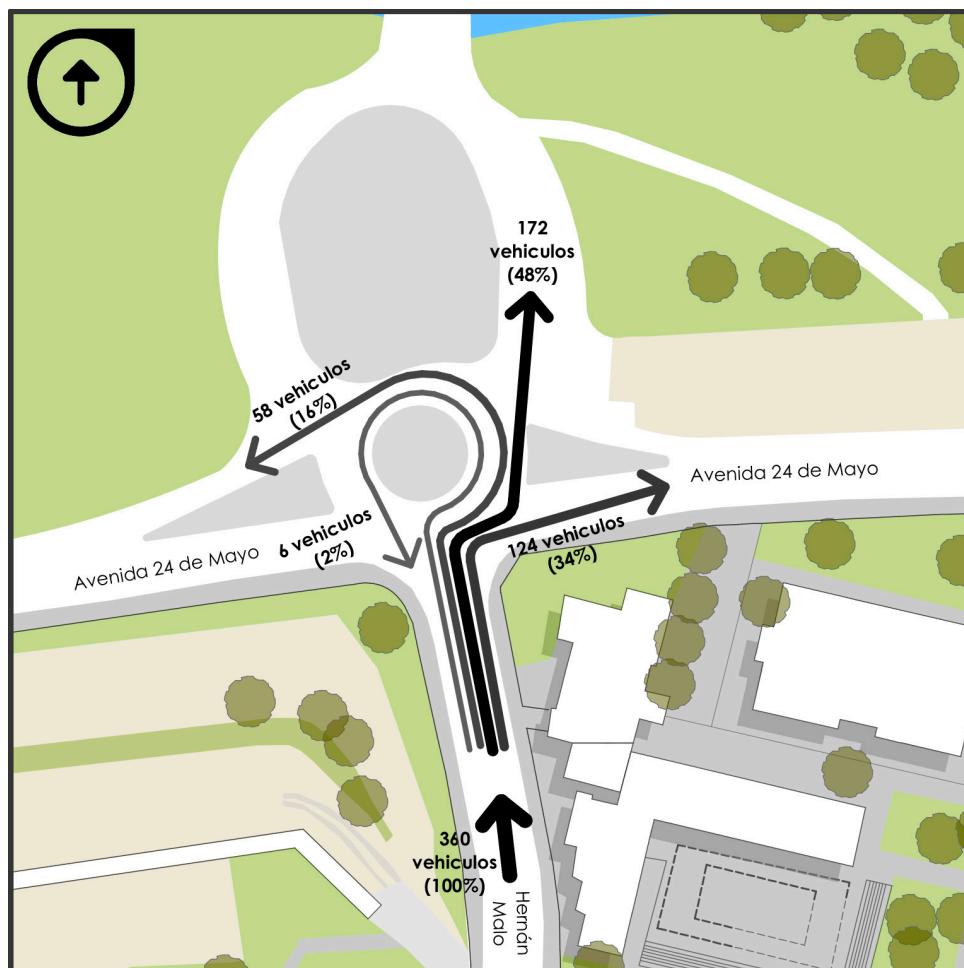 172
vehiculos
(48%)
58 vehiculos
(16%)
Avenida 24 de Mayo
6 vehiculos
(2%)
124 vehiculos
(34%)
Avenida 24 de Mayo
360
vehiculos
(100%)
Hernán
Malo